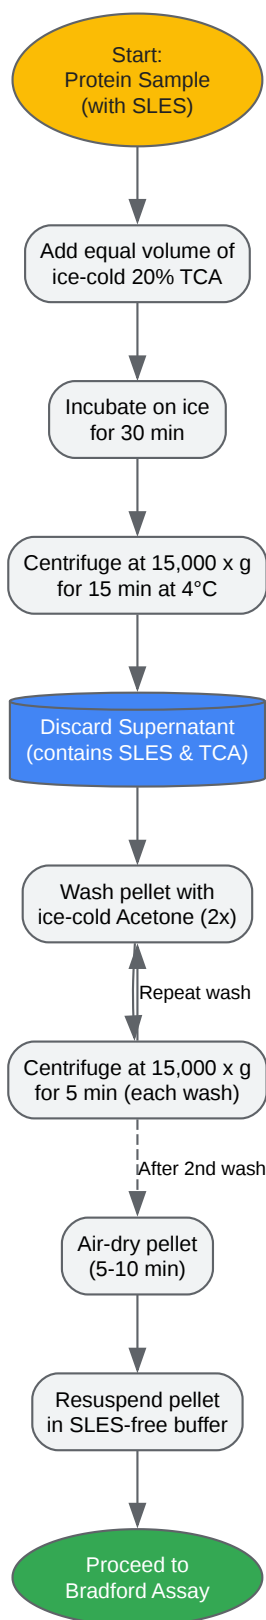 Start:
Protein Sample
(with SLES)
Add equal volume of
ice-cold 20% TCA
Incubate on ice
for 30 min
Centrifuge at 15,000 x g
for 15 min at 4°C
Discard Supernatant
(contains SLES & TCA)
Wash pellet with
ice-cold Acetone (2x)
Repeat wash
Centrifuge at 15,000 x g
for 5 min (each wash)
After 2nd wash
Air-dry pellet
(5-10 min)
Resuspend pellet
in SLES-free buffer
Proceed to
Bradford Assay